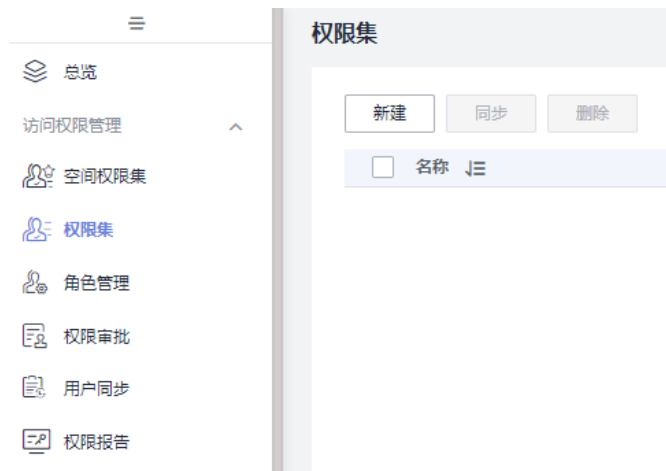 总览
访问权限管理
空间权限集
权限集
角色管理
权限审批
用户同步
权限报告
权限集
新建 同步 删除
名称